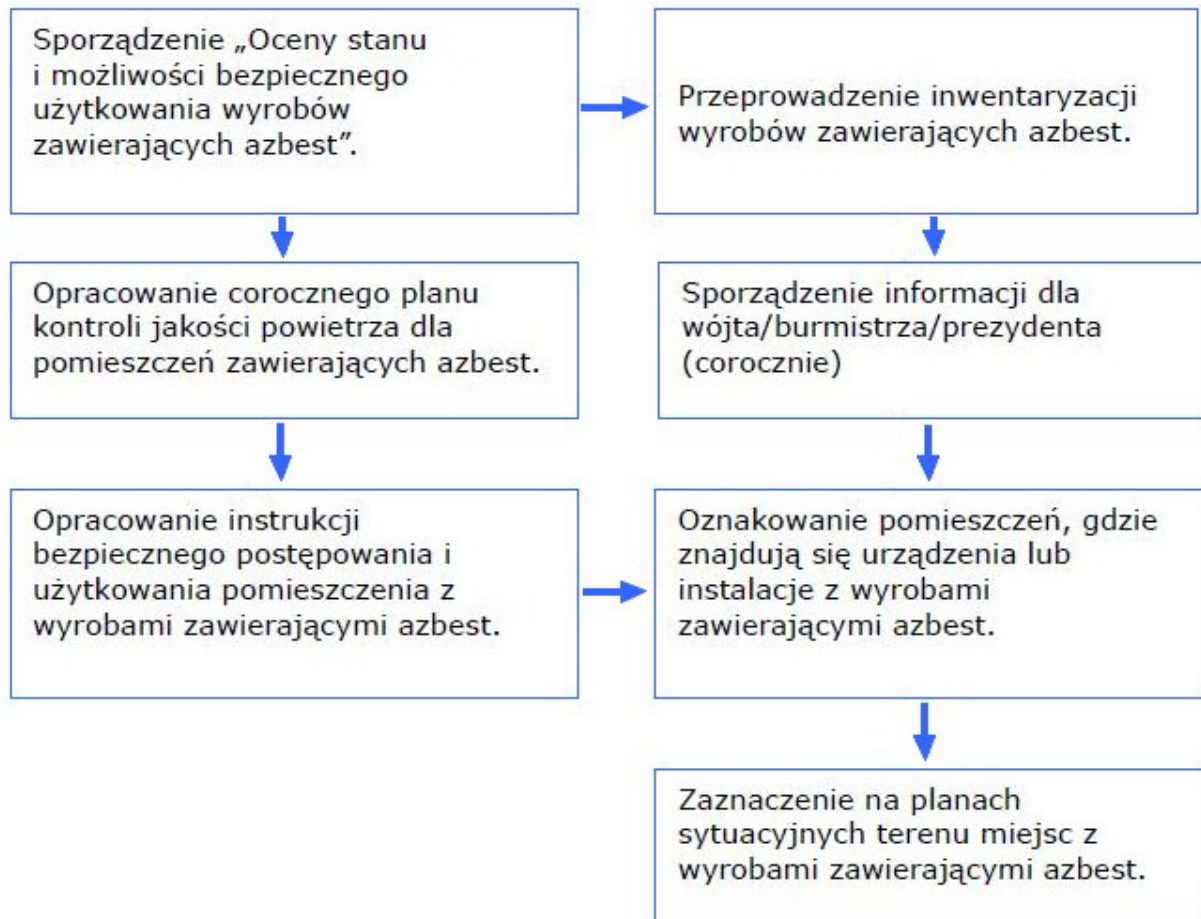 Sporządzenie „Oceny stanu
i możliwości bezpiecznego
użytkowania wyrobów
zawierających azbest”.
Przeprowadzenie inwentaryzacji
wyrobów zawierających azbest.
Opracowanie corocznego planu
kontroli jakości powietrza dla
pomieszczeń zawierających azbest.
Sporządzenie informacji dla
wójta/burmistrza/prezydenta
(corocznie)
Opracowanie instrukcji
bezpiecznego postępowania i
użytkowania pomieszczenia z
wyrobami zawierającymi azbest.
Oznakowanie pomieszczeń, gdzie
znajdują się urządzenia lub
instalacje z wyrobami
zawierającymi azbest.
Zaznaczenie na planach
sytuacyjnych terenu miejsc z
wyrobami zawierającymi azbest.